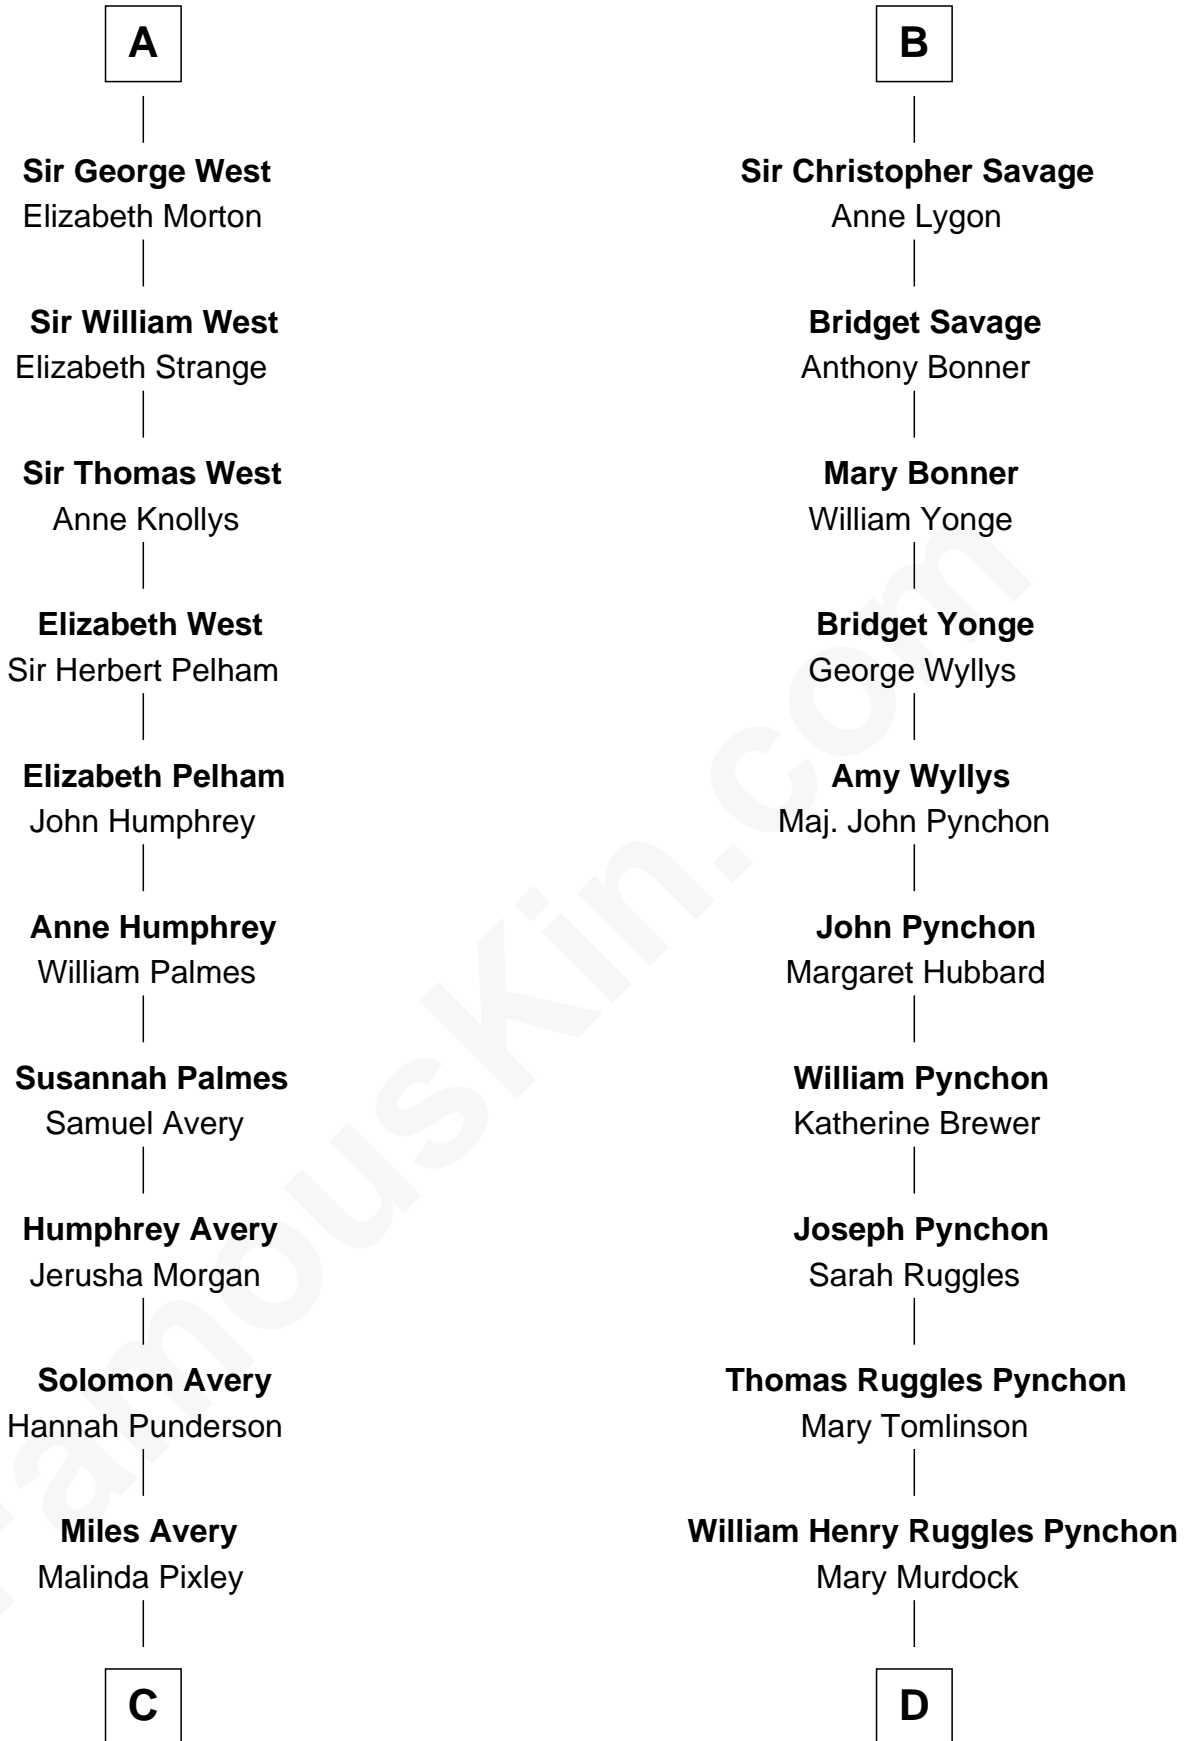 A
Sir George West
Elizabeth Morton
Sir William West
Elizabeth Strange
Sir Thomas West
Anne Knollys
Elizabeth West
Sir Herbert Pelham
Elizabeth Pelham
John Humphrey
Anne Humphrey
William Palmes
Susannah Palmes
Samuel Avery
Humphrey Avery
Jerusha Morgan
Solomon Avery
Hannah Punderson
Miles Avery
Malinda Pixley
C
B
Sir Christopher Savage
Anne Lygon
Bridget Savage
Anthony Bonner
Mary Bonner
William Yonge
Bridget Yonge
George Wyllys
Amy Wyllys
Maj. John Pynchon
John Pynchon
Margaret Hubbard
William Pynchon
Katherine Brewer
Joseph Pynchon
Sarah Ruggles
Thomas Ruggles Pynchon
Mary Tomlinson
William Henry Ruggles Pynchon
Mary Murdock
D
FamousKin.com